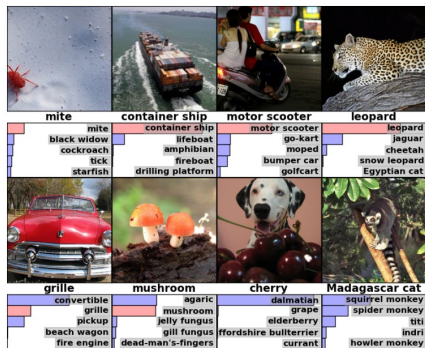 mite
container ship
motor scooter
leopard
mite
black widow
cockroach
tick
starfish
container ship
lifeboat
amphibian
fireboat
drilling platform
motor scooter
go-kart
moped
bumper car
golfcart
leopard
jaguar
cheetah
snow leopard
Egyptian cat
grille
mushroom
cherry
Madagascar cat
convertible
grille
pickup
beach wagon
fire engine
agaric
mushroom
jelly fungus
gill fungus
dead-man's-fingers
dalmatian
grape
elderberry
ffordshire bullterrier
currant
squirrel monkey
spider monkey
titi
indri
howler monkey